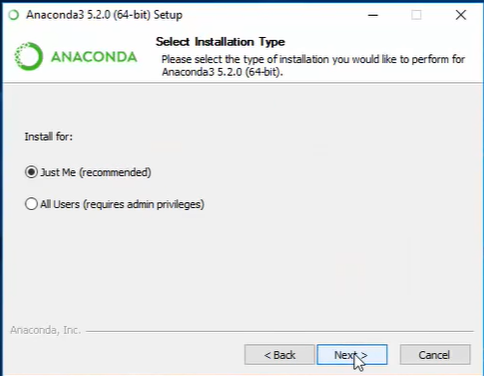 Anaconda3 5.2.0 (64-bit) Setup
Select Installation Type
ANACONDA
Please select the type of installation you would like to perform for
Anaconda3 5.2.0 (64-bit).
Install for:
Just Me (recommended)
All Users (requires admin privileges)
Anaconda, Inc.
< Back
Next >
Cancel